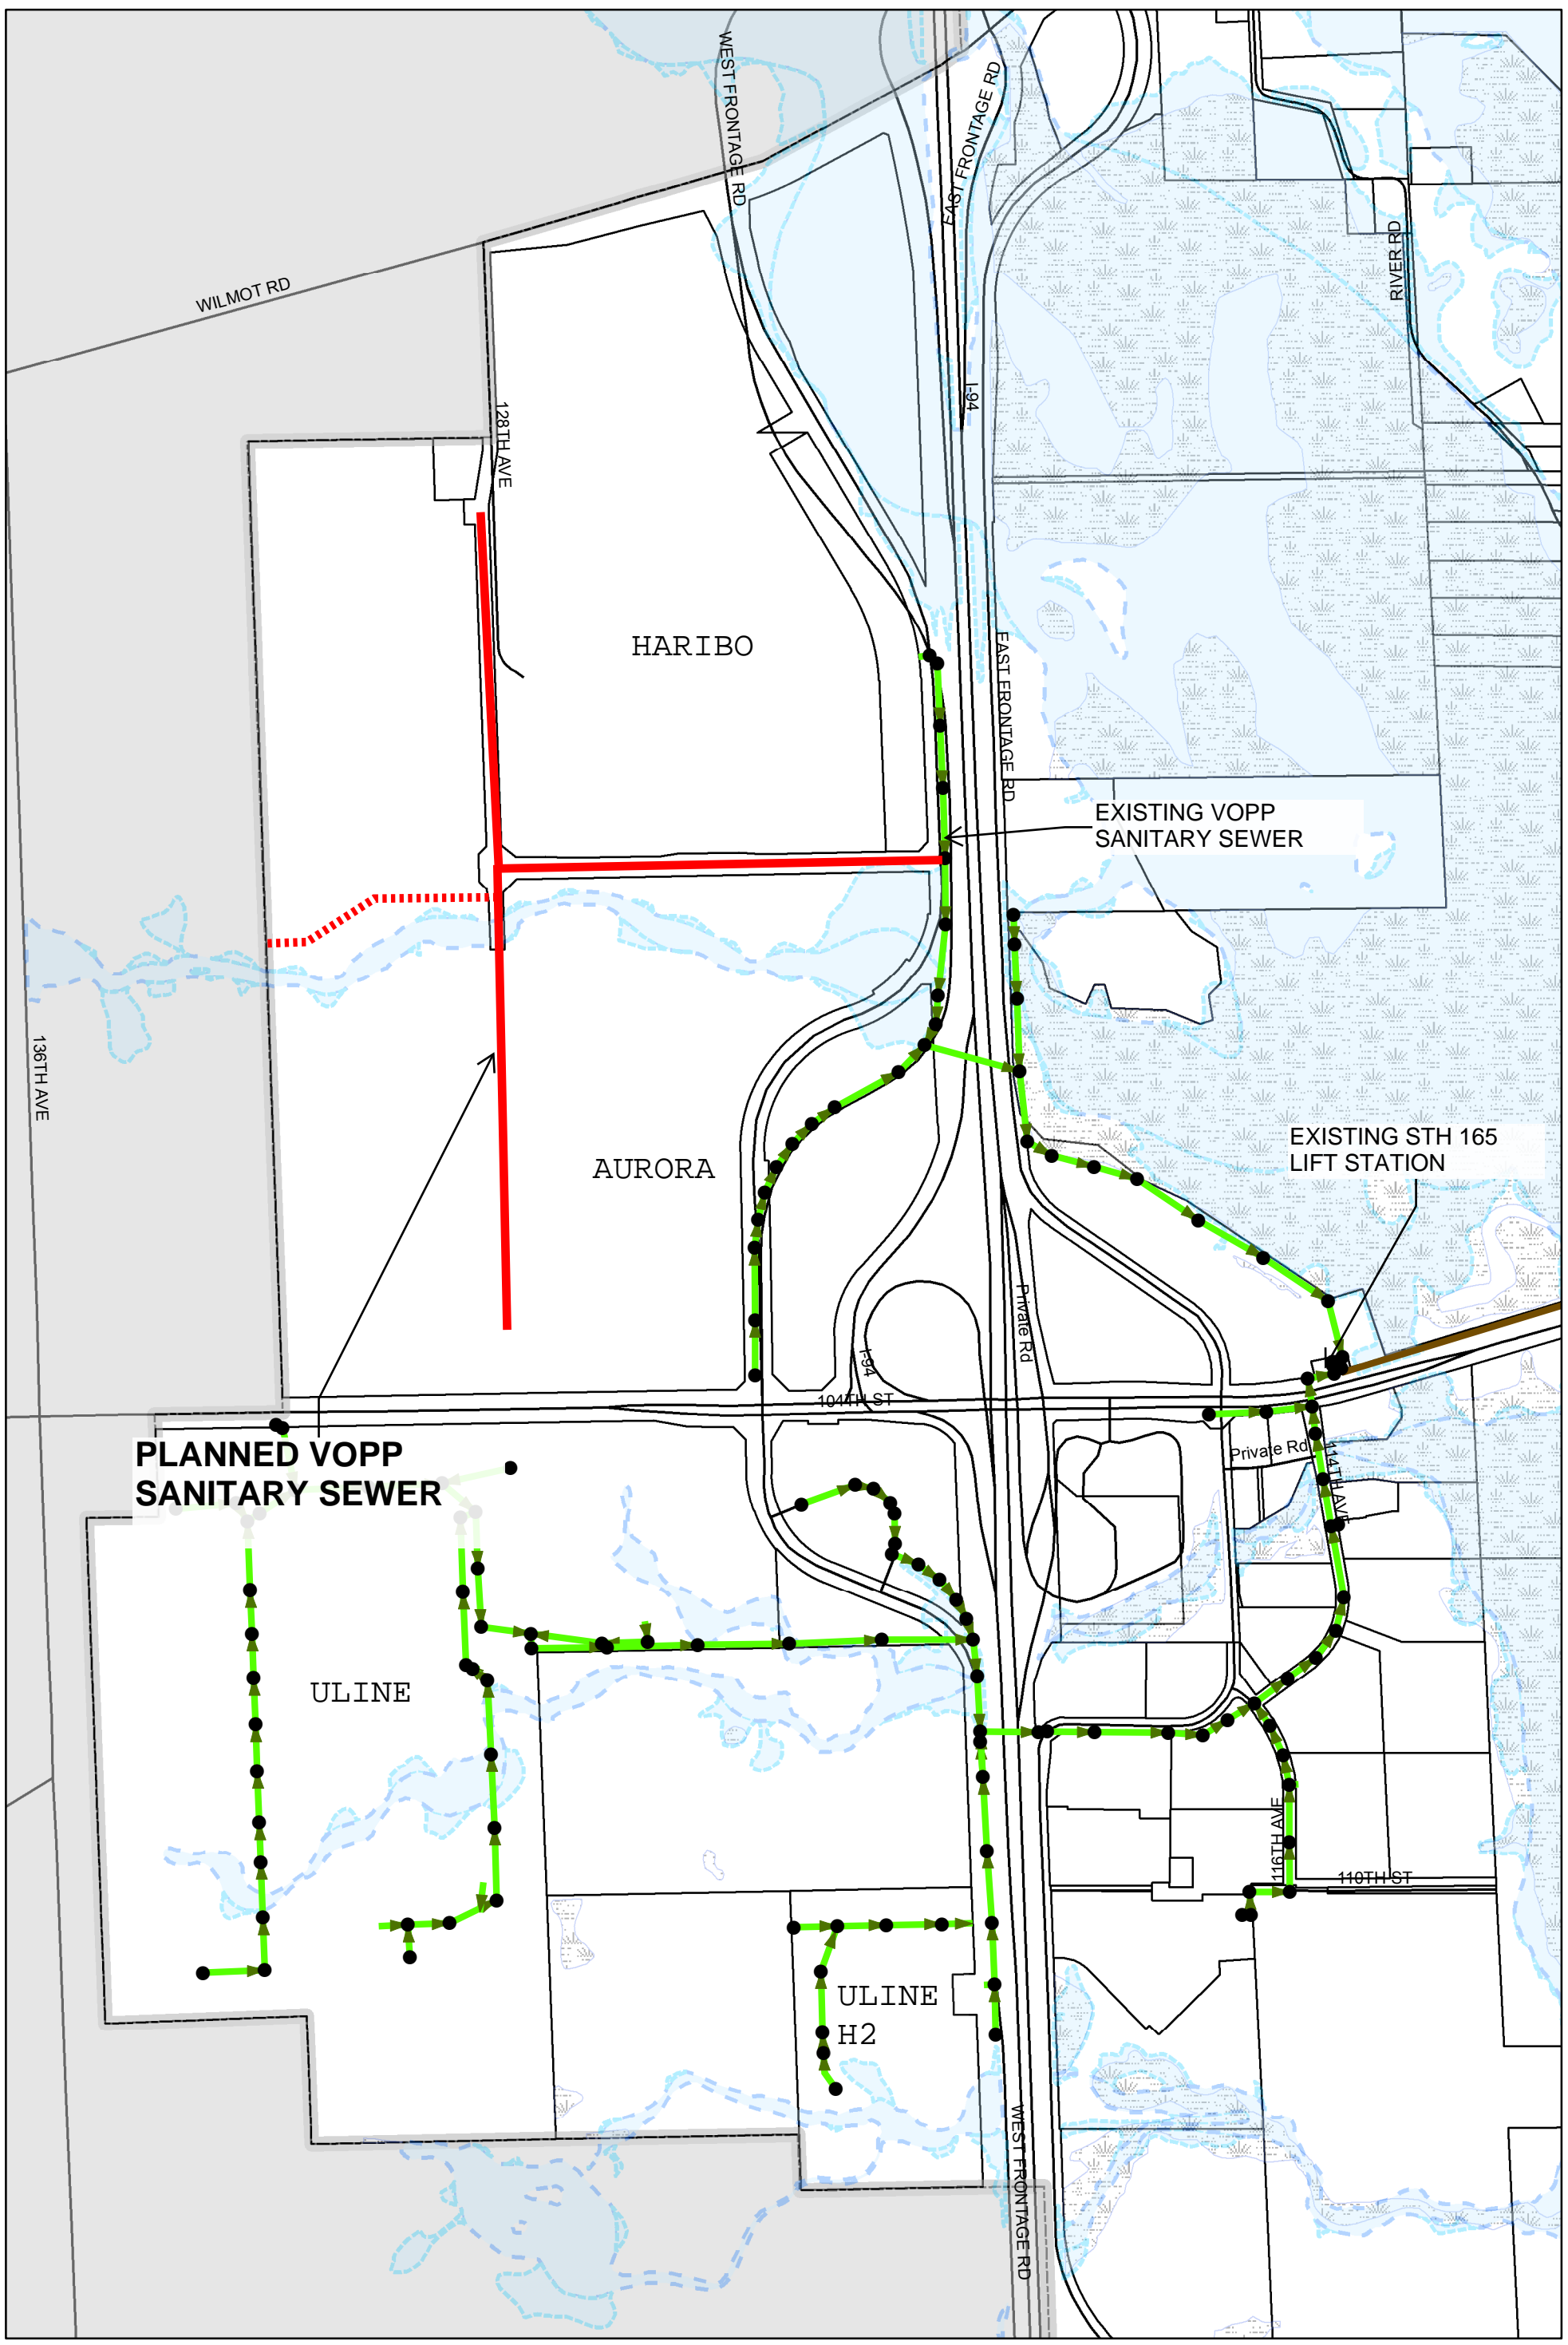 WEST FRONTAGE RD
EAST FRONTAGE RD
RIVER RD
WILMOT RD
I-94
128TH AVE
HARIBO
EAST FRONTAGE RD
EXISTING VOPP
SANITARY SEWER
136TH AVE
AURORA
EXISTING STH 165
LIFT STATION
Private Rd
I-94
104TH ST
PLANNED VOPP
SANITARY SEWER
Private Rd
114TH AVE
ULINE
116TH AVE
110TH ST
ULINE
H2
WEST FRONTAGE RD